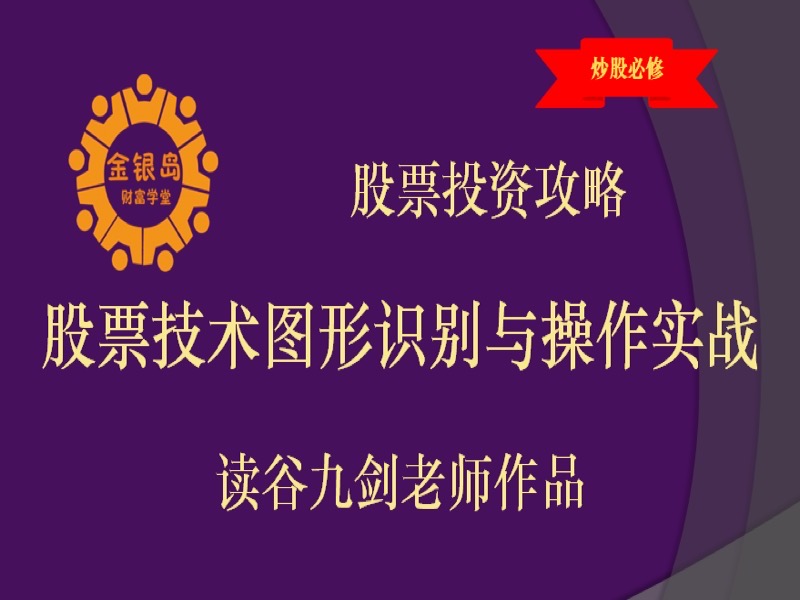 炒股必修
金银岛
财富学堂
股票投资攻略
股票技术图形识别与操作实战
读谷九剑老师作品